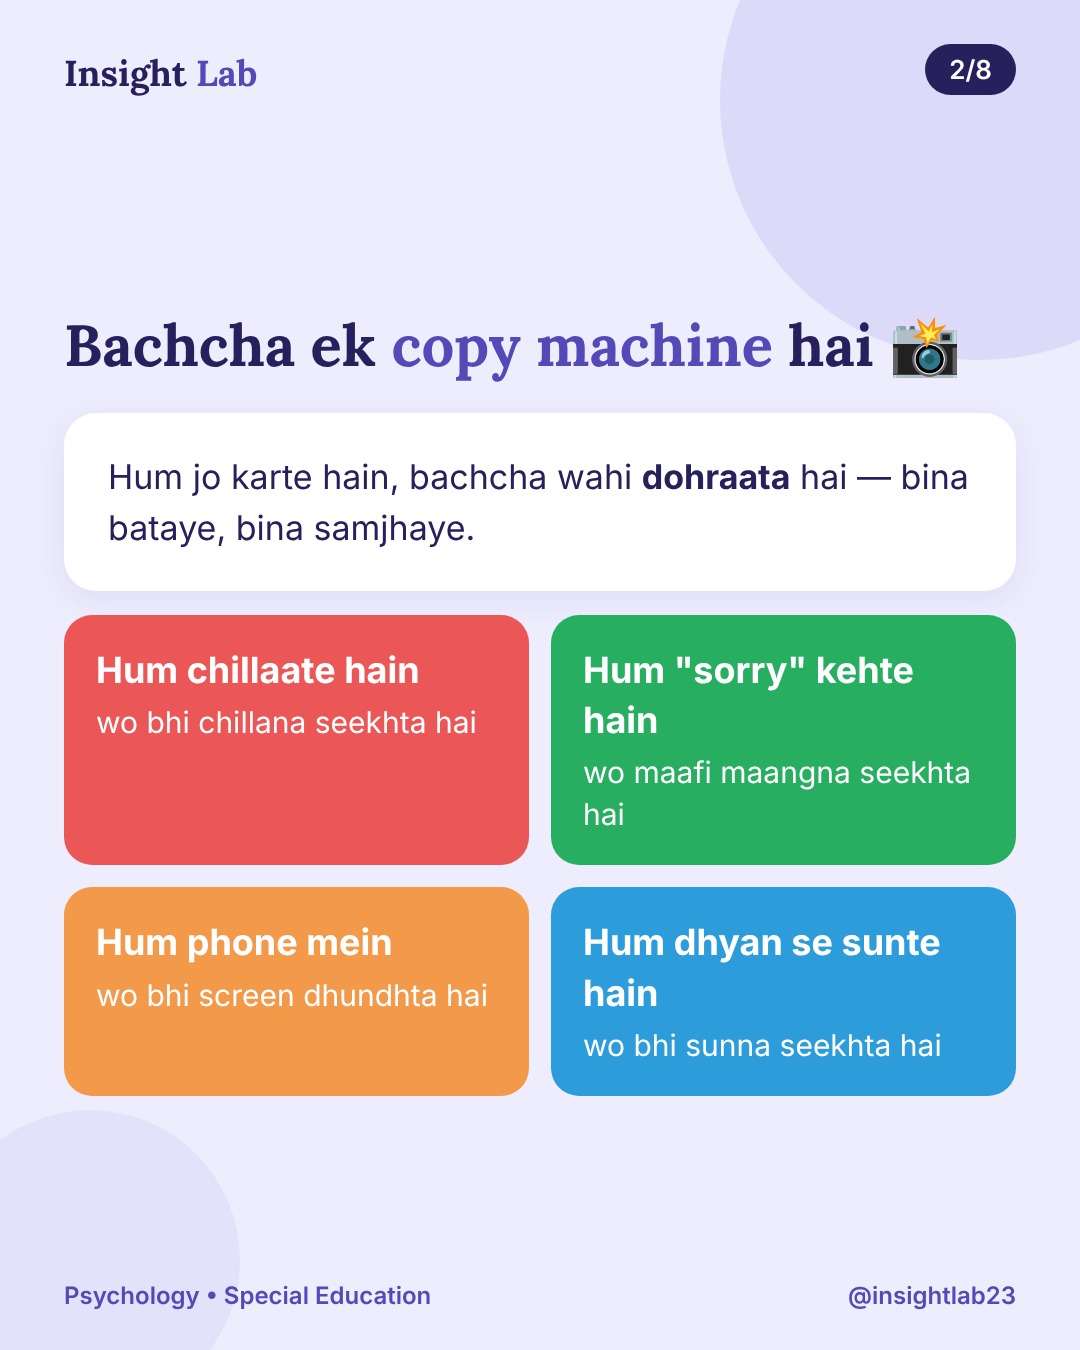 Insight Lab
2/8
Bachcha ek copy machine hai 📸
Hum jo karte hain, bachcha wahi dohraata hai — bina
bataye, bina samjhaye.
Hum chillaate hain
wo bhi chillana seekhta hai
Hum "sorry" kehte
hain
wo maafi maangna seekhta
hai
Hum phone mein
wo bhi screen dhundhta hai
Hum dhyan se sunte
hain
wo bhi sunna seekhta hai
Psychology • Special Education
@insightlab23